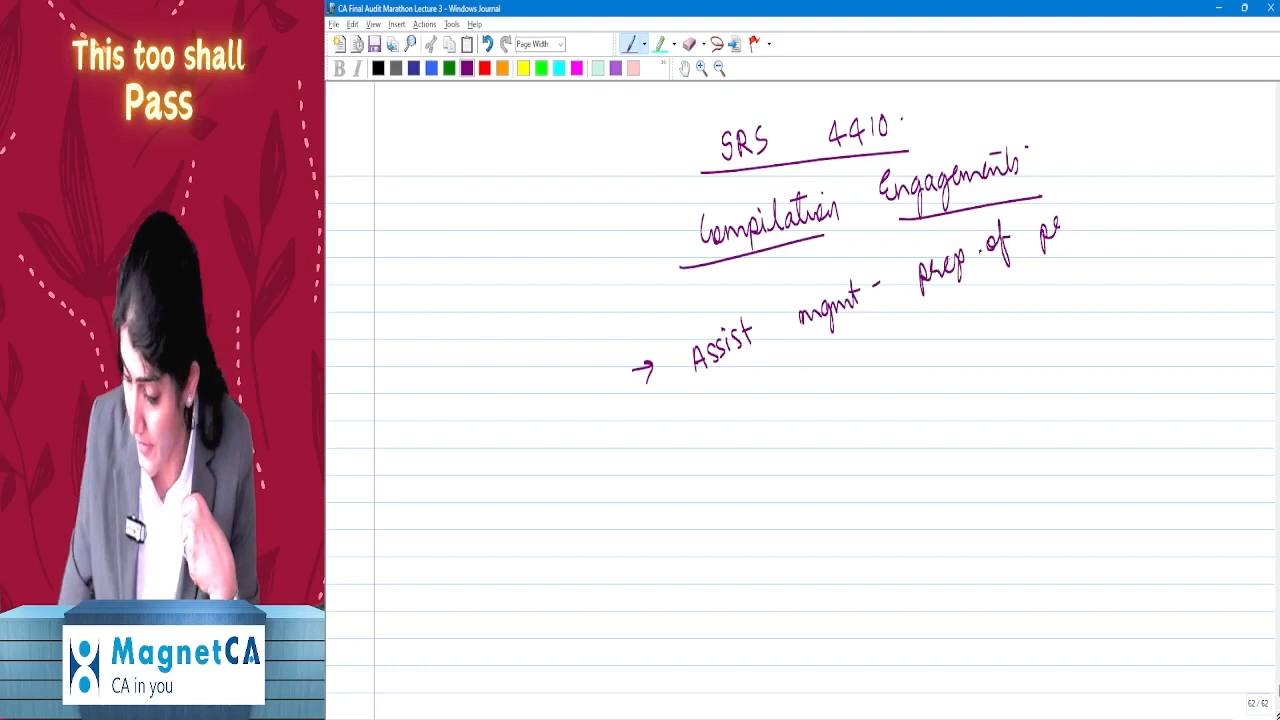 This too shall
Pass
MagnetCA
CA in you
CA Final Audit Marathon Lecture 3 - Windows Journal
File Edit View Insert Actions Tools Help
Page Width
B I
SRS 4410.
Compilation Engagements
→ Assist mgmt - prep. of
62 / 62